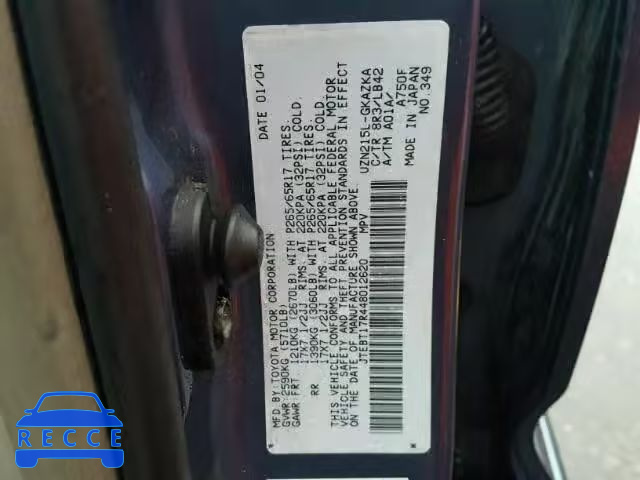 MFD.BY:TOYOTA MOTOR CORPORATION DATE 01/04
GVWR:2590KG (5710LB)
GAWR:FRT 1210KG (2670LB) WITH P265/65R17 TIRES.
17X7 1/2JJ RIMS. AT 220KPA (32PSI) COLD.
RR 1390KG (3060LB) WITH P265/65R17 TIRES.
17X7 1/2JJ RIMS. AT 220KPA (32PSI) COLD.
THIS VEHICLE CONFORMS TO ALL APPLICABLE FEDERAL MOTOR
VEHICLE SAFETY AND THEFT PREVENTION STANDARDS IN EFFECT
ON THE DATE OF MANUFACTURE SHOWN ABOVE.
JTEBT17R448012620 MPV
UZN215L-GKAZKA
C/TR 8R3/LB42
A/TM A01A/
A750F
MADE IN JAPAN
NO.349
RECCE